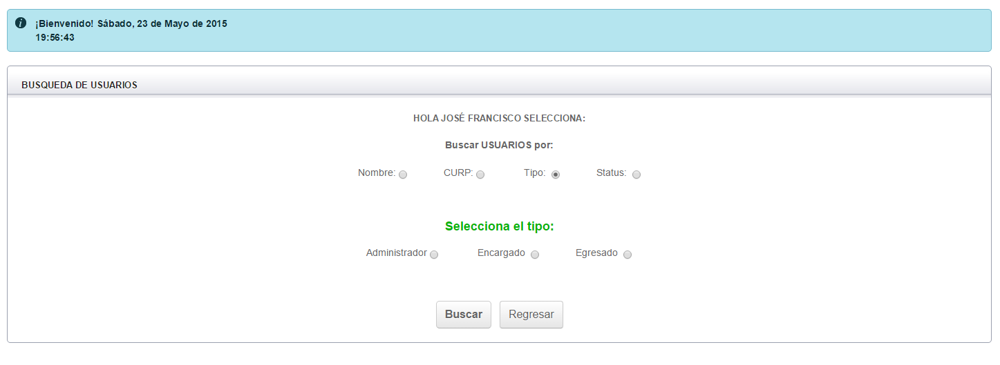 ¡Bienvenido! Sábado, 23 de Mayo de 2015
19:56:43
BUSQUEDA DE USUARIOS
HOLA JOSÉ FRANCISCO SELECCIONA:
Buscar USUARIOS por:
Nombre: CURP: Tipo: Status:
Selecciona el tipo:
Administrador Encargado Egresado
Buscar Regresar